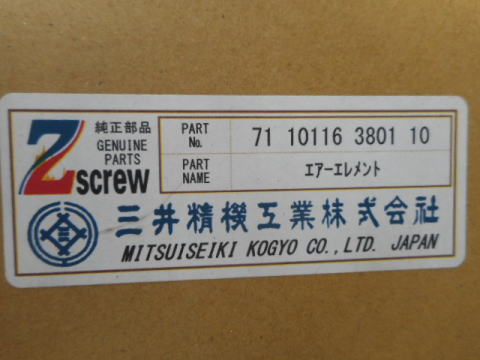 Z screw
純正部品
GENUINE
PARTS
PART No.
71 10116 3801 10
PART NAME
エアーエレメント
三井精機工業株式会社
MITSUISEIKI KOGYO CO., LTD. JAPAN